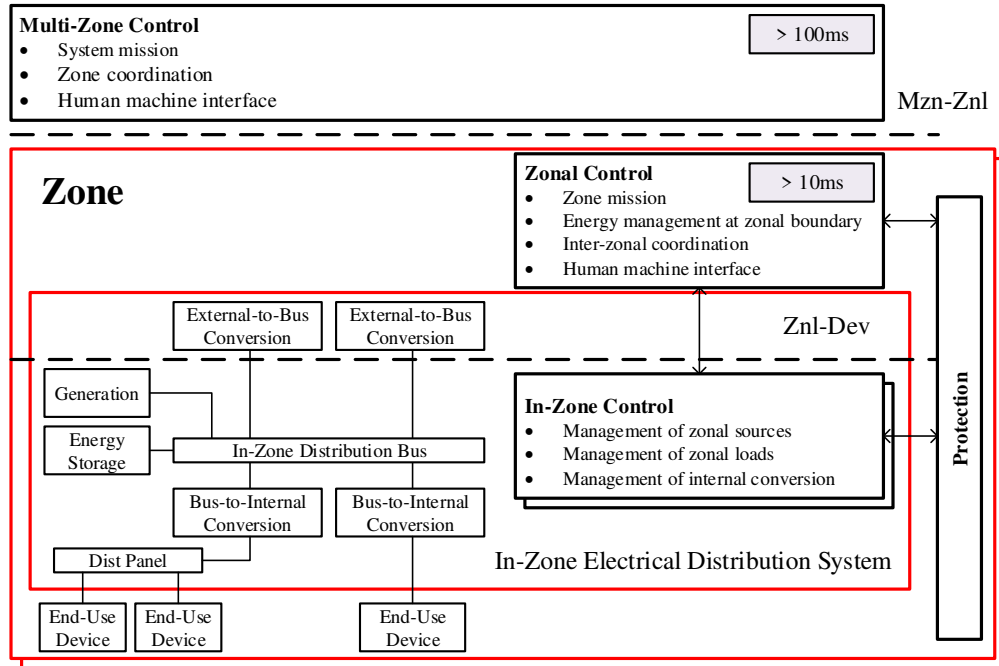 Multi-Zone Control
• System mission
• Zone coordination
• Human machine interface
> 100ms
Mzn-Znl
Zone
Zonal Control
• Zone mission
• Energy management at zonal boundary
• Inter-zonal coordination
• Human machine interface
> 10ms
External-to-Bus
Conversion
External-to-Bus
Conversion
Znl-Dev
Generation
Energy
Storage
In-Zone Distribution Bus
In-Zone Control
• Management of zonal sources
• Management of zonal loads
• Management of internal conversion
Protection
Bus-to-Internal
Conversion
Bus-to-Internal
Conversion
Dist Panel
In-Zone Electrical Distribution System
End-Use
Device
End-Use
Device
End-Use
Device